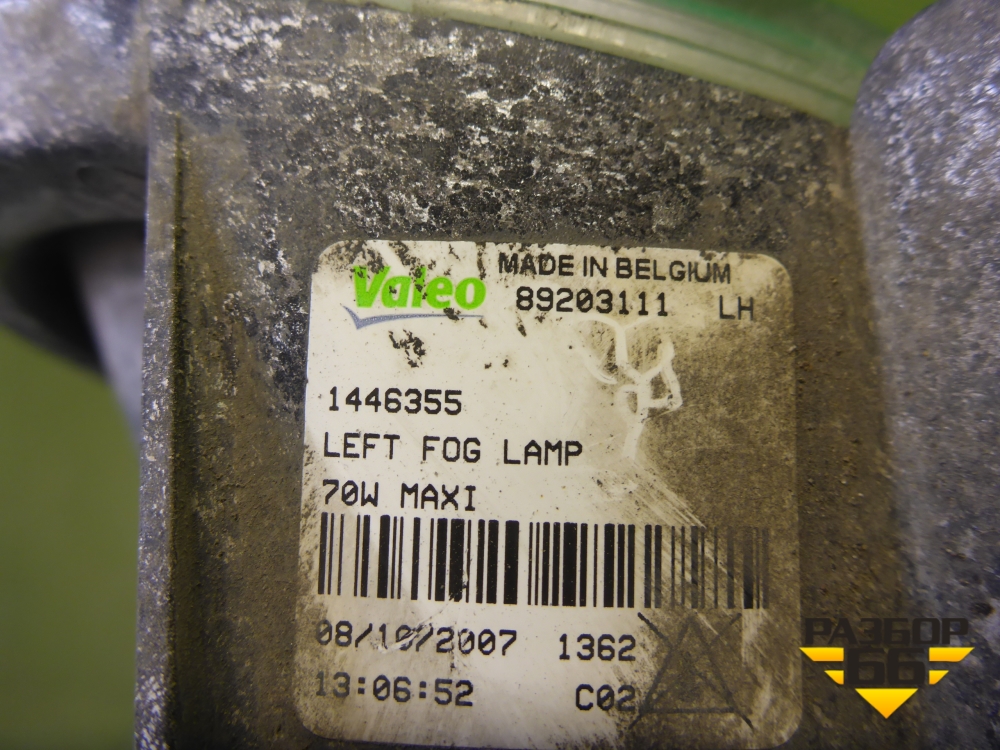 Valeo MADE IN BELGIUM
89203111 LH
1446355
LEFT FOG LAMP
70W MAXI
08/10/2007 1362
13:06:52 C02
РАЗБОР
66